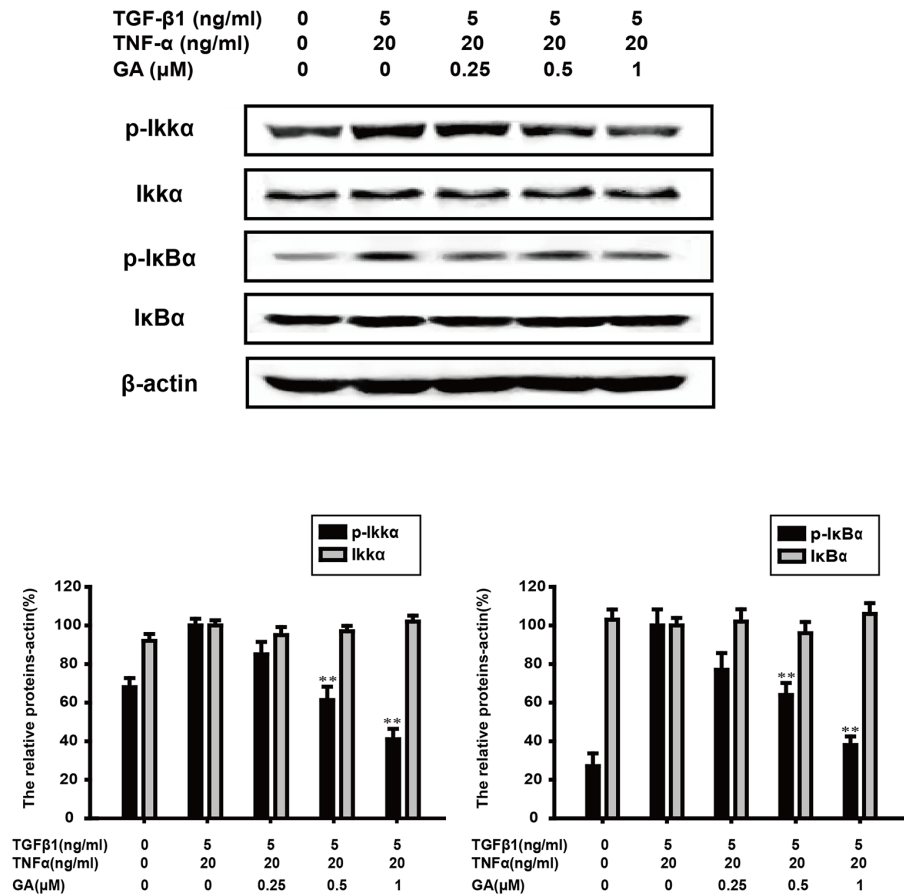 TGF-β1 (ng/ml) 0 5 5 5 5
TNF-α (ng/ml) 0 20 20 20 20
GA (µM) 0 0 0.25 0.5 1
p-Ikkα
Ikkα
p-IκBα
IκBα
β-actin
p-Ikkα
Ikkα
The relative proteins-actin(%)
120
100
80
60
40
20
0
**
**
TGFβ1(ng/ml) 0 5 5 5 5
TNFα(ng/ml) 0 20 20 20 20
GA(µM) 0 0 0.25 0.5 1
p-IκBα
IκBα
The relative proteins-actin(%)
120
100
80
60
40
20
0
**
**
TGFβ1(ng/ml) 0 5 5 5 5
TNFα(ng/ml) 0 20 20 20 20
GA(µM) 0 0 0.25 0.5 1